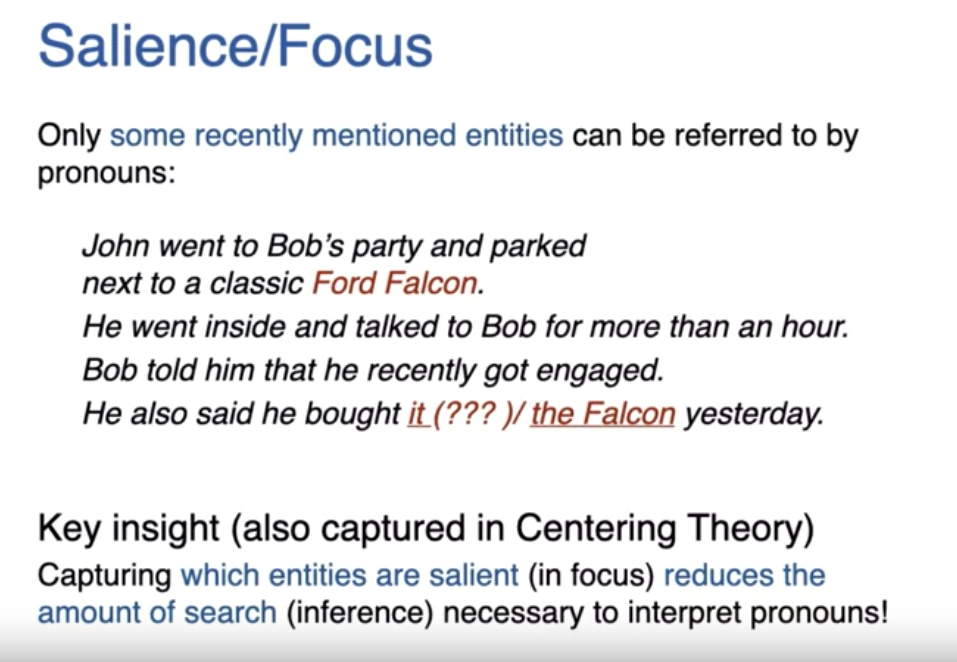 Salience/Focus
Only some recently mentioned entities can be referred to by
pronouns:
John went to Bob's party and parked
next to a classic Ford Falcon.
He went inside and talked to Bob for more than an hour.
Bob told him that he recently got engaged.
He also said he bought it (??? )/ the Falcon yesterday.
Key insight (also captured in Centering Theory)
Capturing which entities are salient (in focus) reduces the
amount of search (inference) necessary to interpret pronouns!